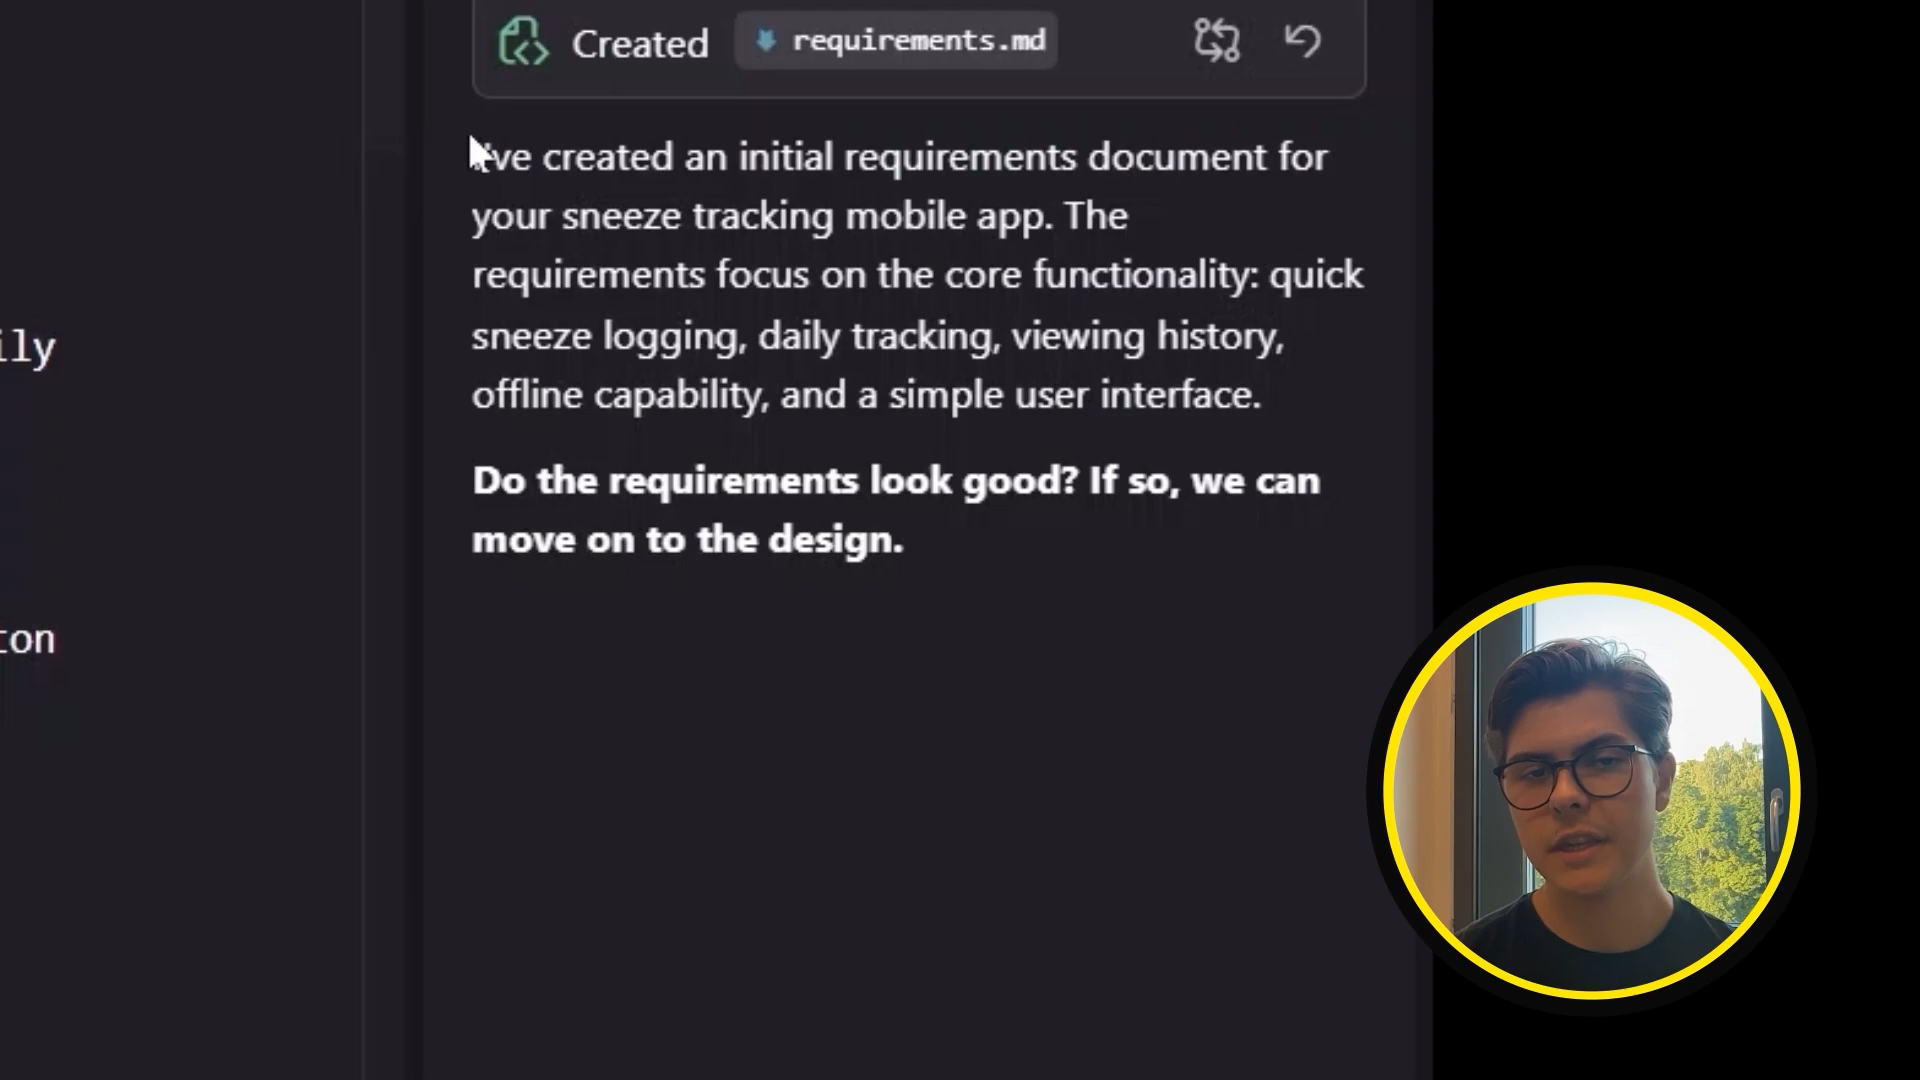 Created requirements.md
I've created an initial requirements document for
your sneeze tracking mobile app. The
requirements focus on the core functionality: quick
sneeze logging, daily tracking, viewing history,
offline capability, and a simple user interface.
Do the requirements look good? If so, we can
move on to the design.
ily
ton